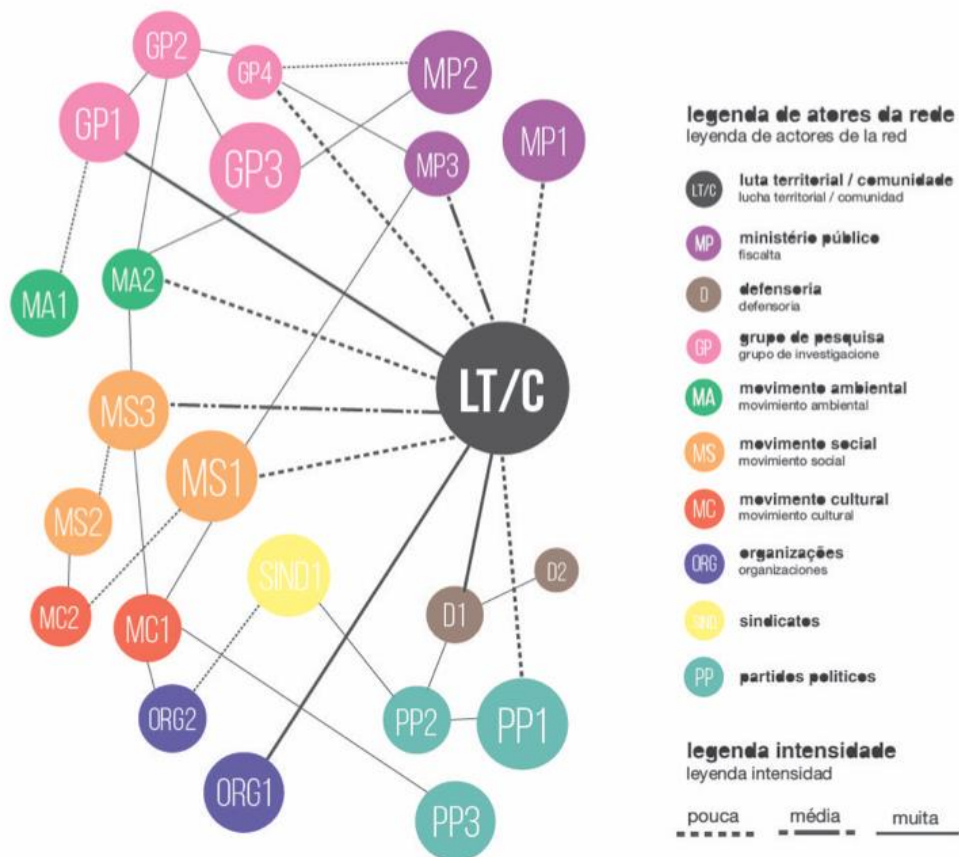 GP2
GP4
MP2
GP1
MP1
GP3
MP3
MA2
MA1
LT/C
MS3
MS1
MS2
SIND1
D2
MC2
MC1
D1
ORG2
PP2
PP1
ORG1
PP3
legenda de atores da rede
leyenda de actores de la red
LT/C
luta territorial / comunidade
lucha territorial / comunidad
MP
ministério público
fiscalta
D
defensoria
defensoria
GP
grupo de pesquisa
grupo de investigacione
MA
movimento ambiental
movimiento ambiental
MS
movimento social
movimiento social
MC
movimento cultural
movimiento cultural
ORG
organizações
organizaciones
SIND
sindicatos
PP
partidos politicos
legenda intensidade
leyenda intensidad
pouca média muita